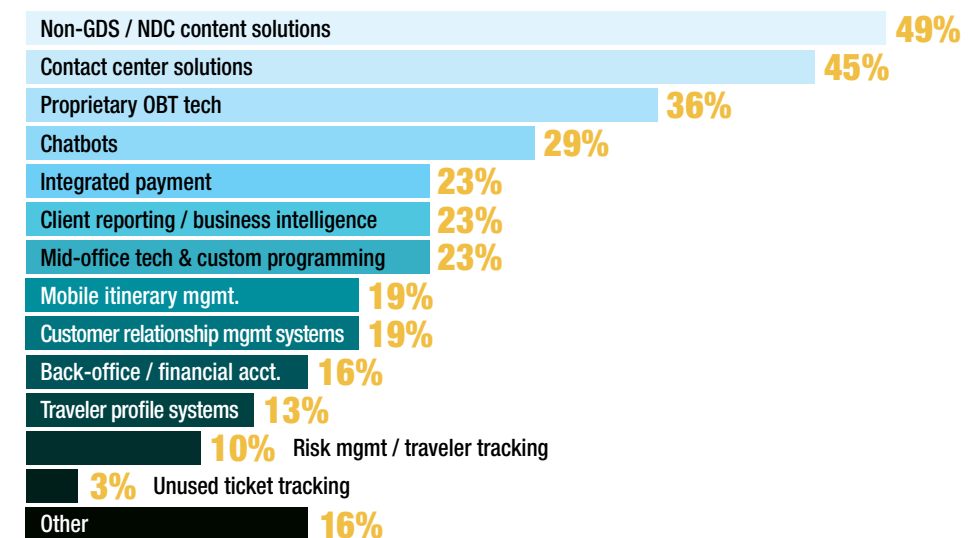 Non-GDS / NDC content solutions 49%
Contact center solutions 45%
Proprietary OBT tech 36%
Chatbots 29%
Integrated payment 23%
Client reporting / business intelligence 23%
Mid-office tech & custom programming 23%
Mobile itinerary mgmt. 19%
Customer relationship mgmt systems 19%
Back-office / financial acct. 16%
Traveler profile systems 13%
10% Risk mgmt / traveler tracking
3% Unused ticket tracking
Other 16%